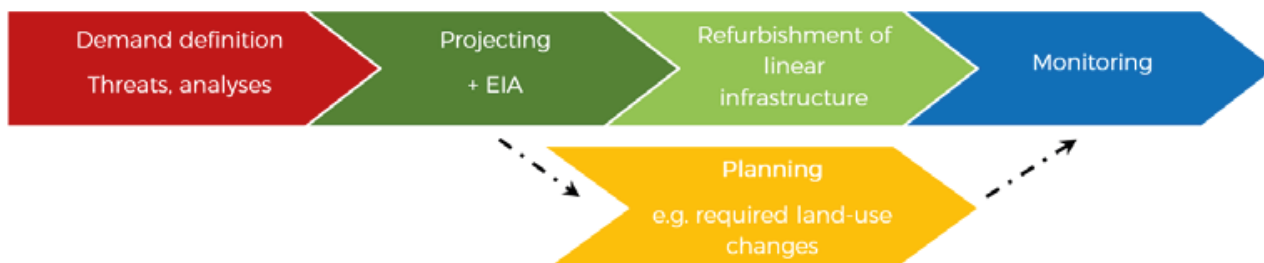 Demand definition
Threats, analyses
Projecting
+ EIA
Refurbishment of
linear
infrastructure
Monitoring
Planning
e.g. required land-use
changes